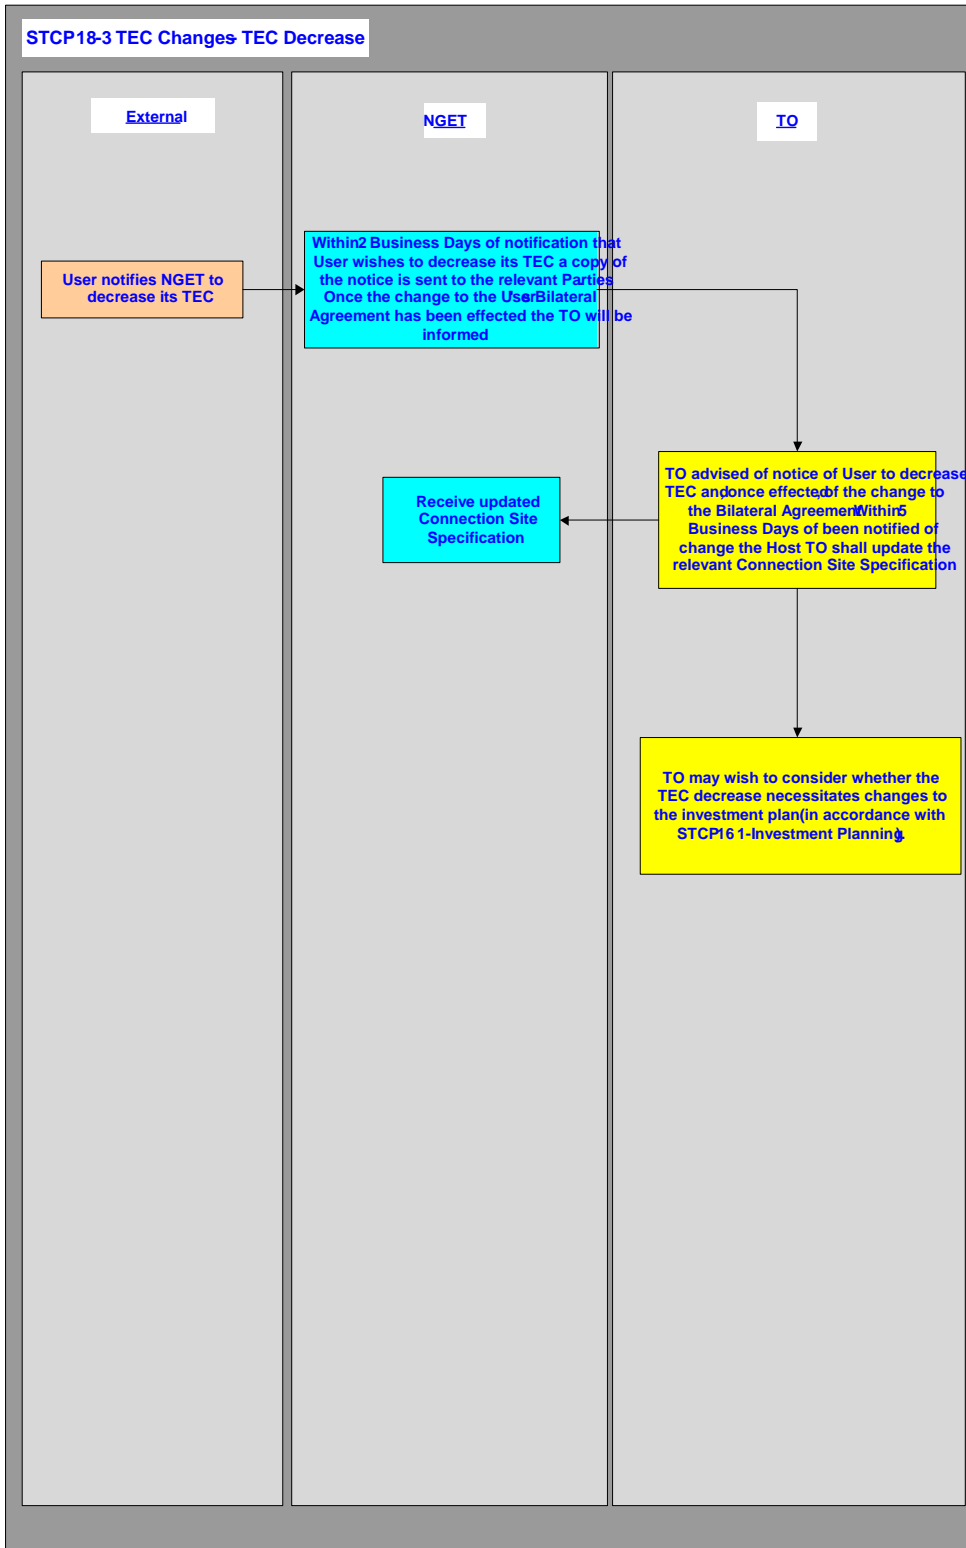 STCP18-3 TEC Changes- TEC Decrease
External
NGET
TO
User notifies NGET to
decrease its TEC
Within 2 Business Days of notification that
User wishes to decrease its TEC a copy of
the notice is sent to the relevant Parties.
Once the change to the User's Bilateral
Agreement has been effected the TO will be
informed
TO advised of notice of User to decrease
TEC and, once effected, of the change to
the Bilateral Agreement. Within 5
Business Days of been notified of
change the Host TO shall update the
relevant Connection Site Specification
Receive updated
Connection Site
Specification
TO may wish to consider whether the
TEC decrease necessitates changes to
the investment plan(in accordance with
STCP16 1-Investment Planning).